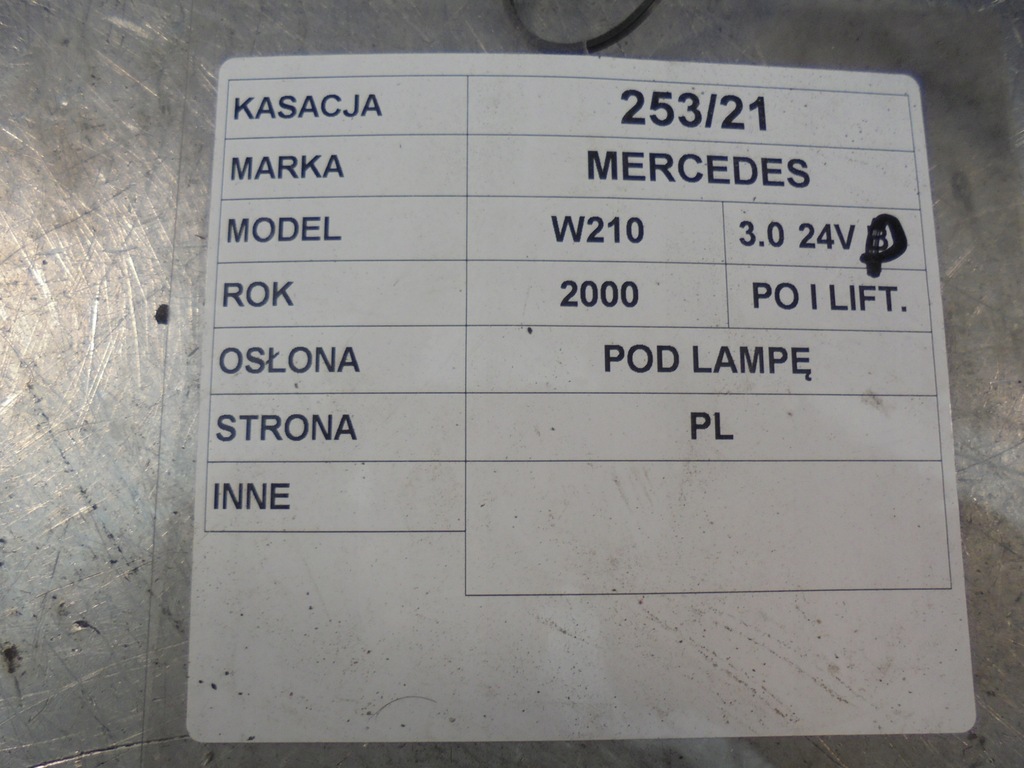 KASACJA 253/21
MARKA MERCEDES
MODEL W210 3.0 24V D
ROK 2000 PO I LIFT.
OSŁONA POD LAMPĘ
STRONA PL
INNE